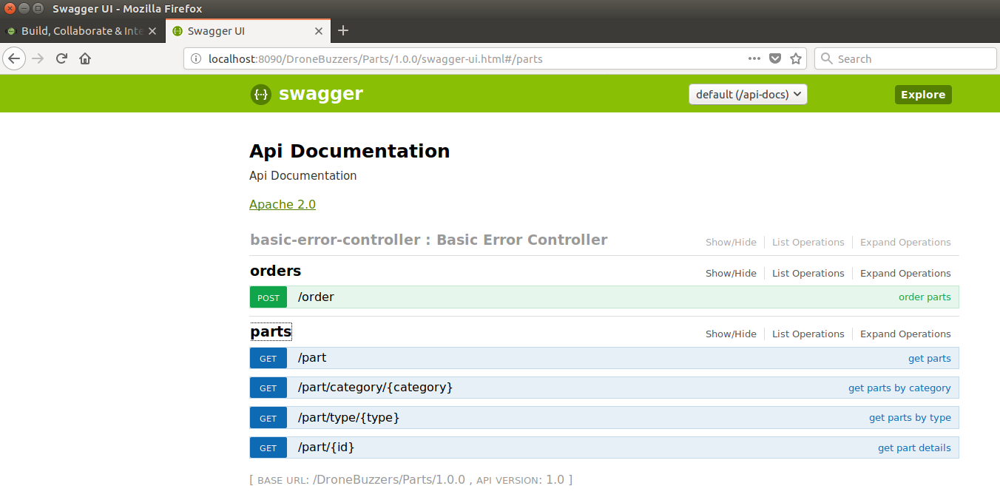 Swagger UI - Mozilla Firefox
Build, Collaborate & Inte
Swagger UI
localhost:8090/DroneBuzzers/Parts/1.0.0/swagger-ui.html#/parts
Search
{···} swagger
default (/api-docs)
Explore
Api Documentation
Api Documentation
Apache 2.0
basic-error-controller : Basic Error Controller
Show/Hide List Operations Expand Operations
orders
Show/Hide List Operations Expand Operations
POST /order order parts
parts
Show/Hide List Operations Expand Operations
GET /part get parts
GET /part/category/{category} get parts by category
GET /part/type/{type} get parts by type
GET /part/{id} get part details
[ BASE URL: /DroneBuzzers/Parts/1.0.0 , API VERSION: 1.0 ]